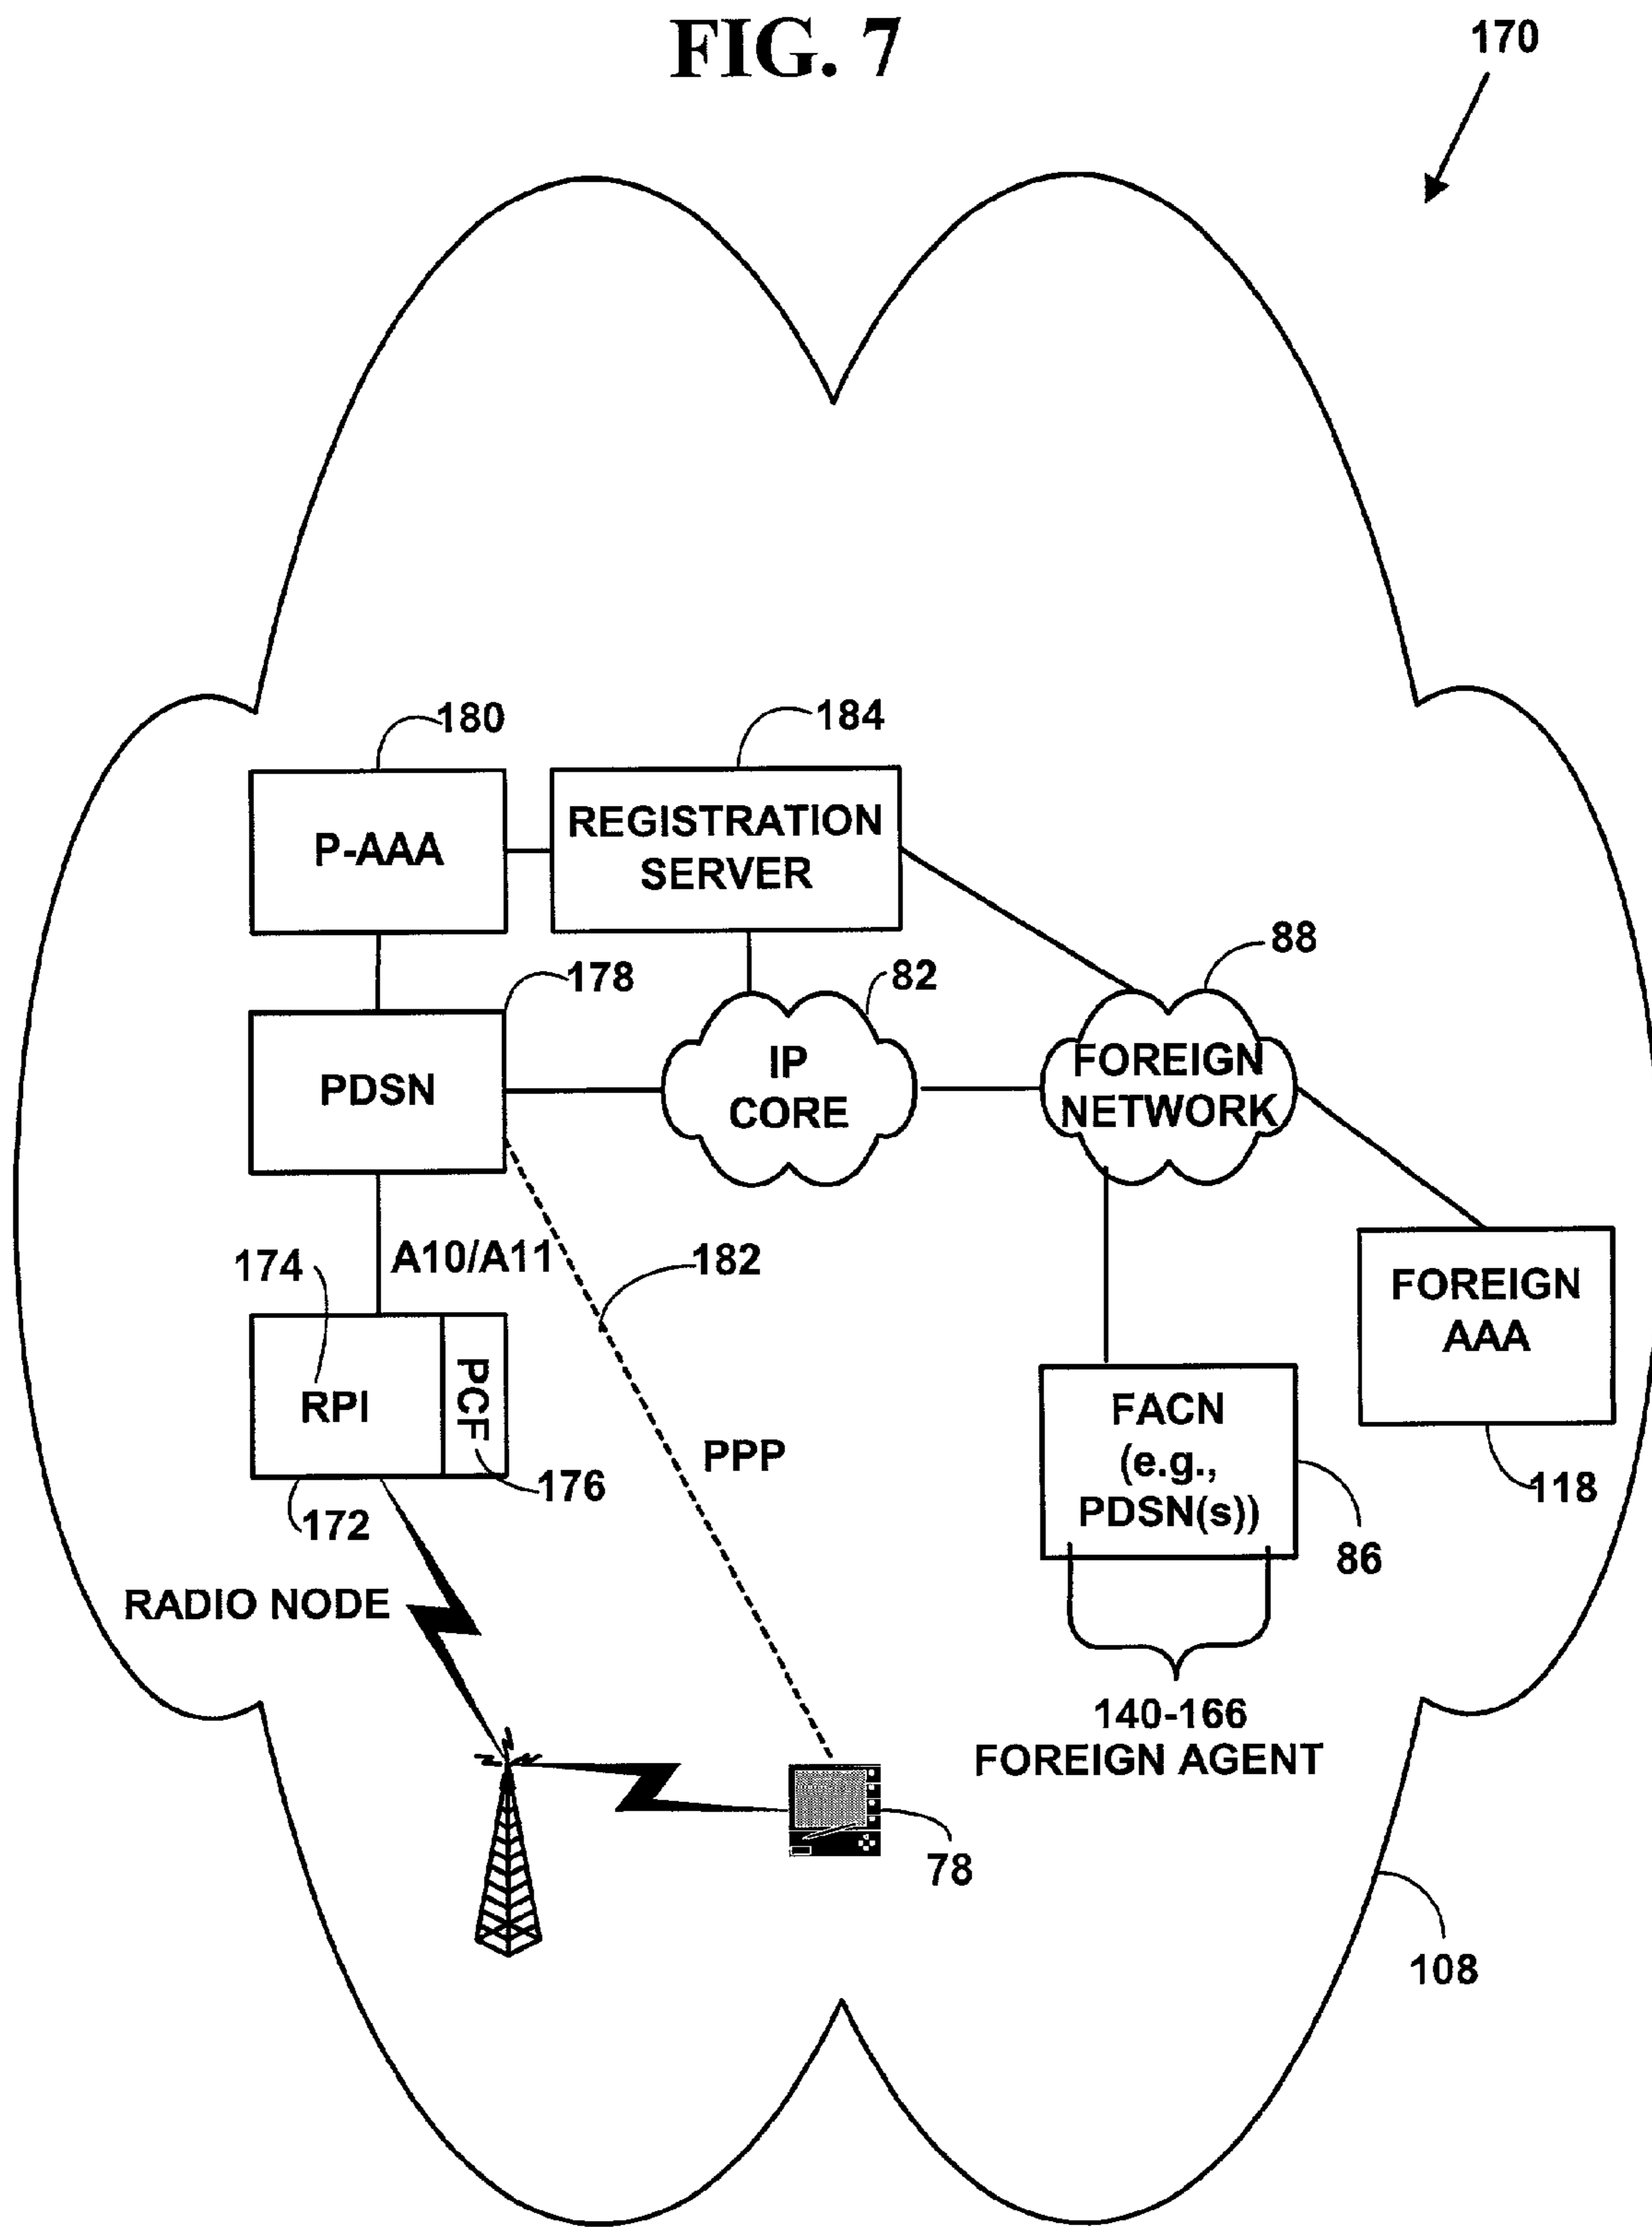 FIG. 7
170
180
184
P-AAA
REGISTRATION
SERVER
178
82
88
PDSN
IP
CORE
FOREIGN
NETWORK
174
A10/A11
182
FOREIGN
AAA
RPI
PCF
PPP
FACN
(e.g.,
PDSN(s))
172
176
118
86
RADIO NODE
140-166
FOREIGN AGENT
78
108